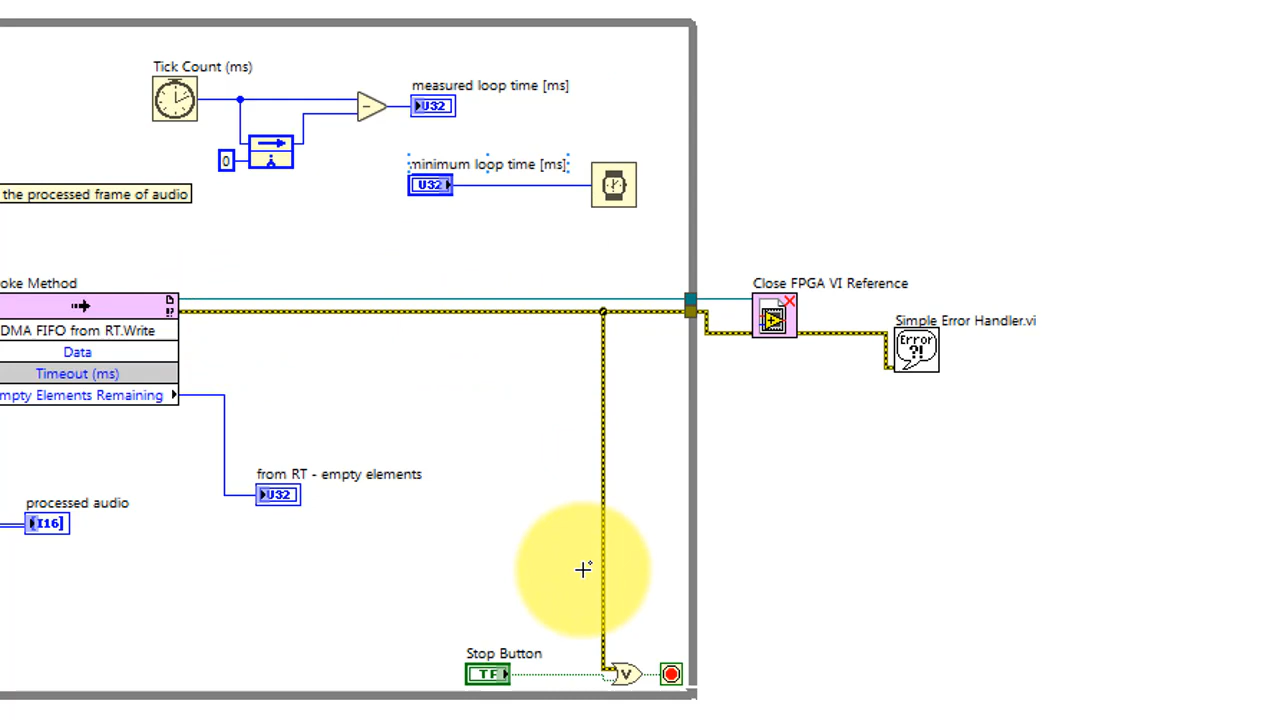 Tick Count (ms)
measured loop time [ms]
U32
0
minimum loop time [ms]
U32
the processed frame of audio
oke Method
DMA FIFO from RT.Write
Data
Timeout (ms)
mpty Elements Remaining
Close FPGA VI Reference
Simple Error Handler.vi
Error
?!
from RT - empty elements
U32
processed audio
I16]
Stop Button
TF
V